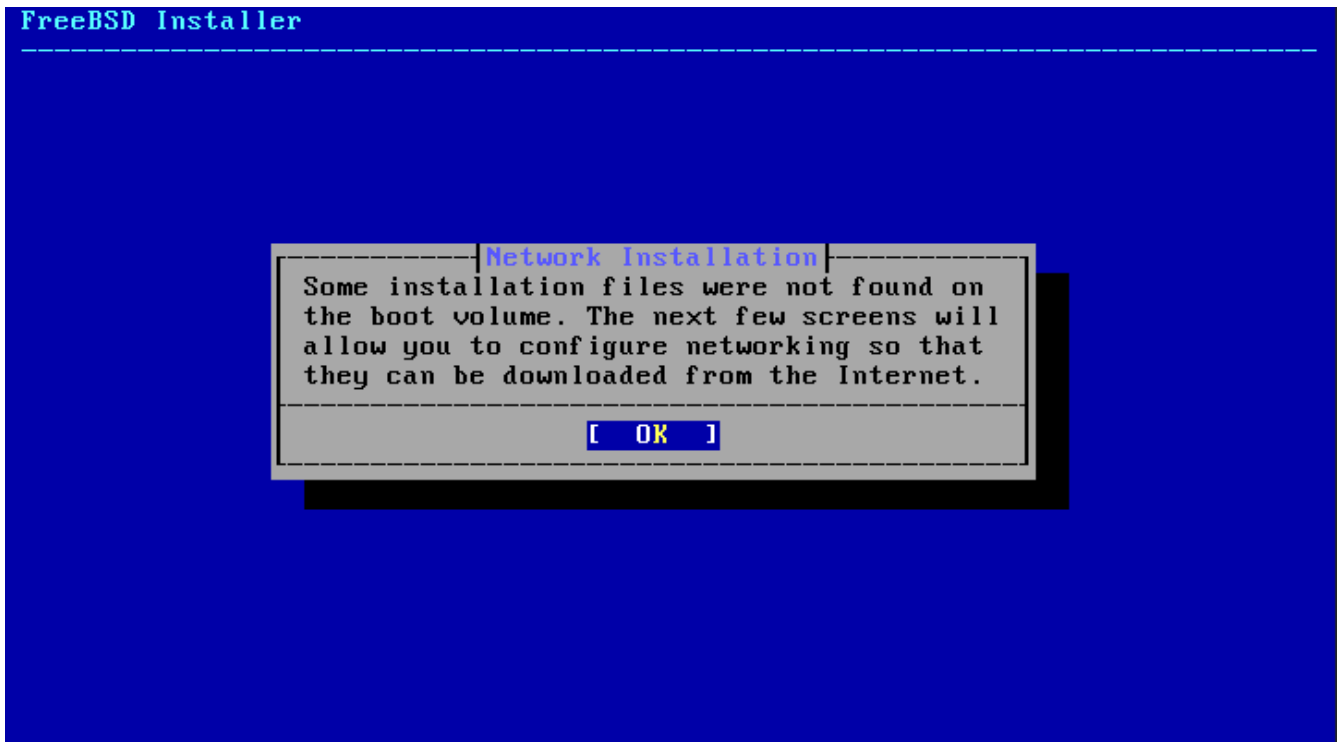 FreeBSD Installer
Network Installation
Some installation files were not found on
the boot volume. The next few screens will
allow you to configure networking so that
they can be downloaded from the Internet.
[ OK ]